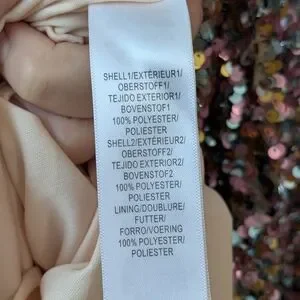 SHELL1/EXTÉRIEUR1/
OBERSTOFF1/
TEJIDO EXTERIOR1/
BOVENSTOF1
100% POLYESTER/
POLIESTER
SHELL2/EXTÉRIEUR2/
OBERSTOFF2/
TEJIDO EXTERIOR2/
BOVENSTOF2
100% POLYESTER/
POLIESTER
LINING/DOUBLURE/
FUTTER/
FORRO/VOERING
100% POLYESTER/
POLIESTER